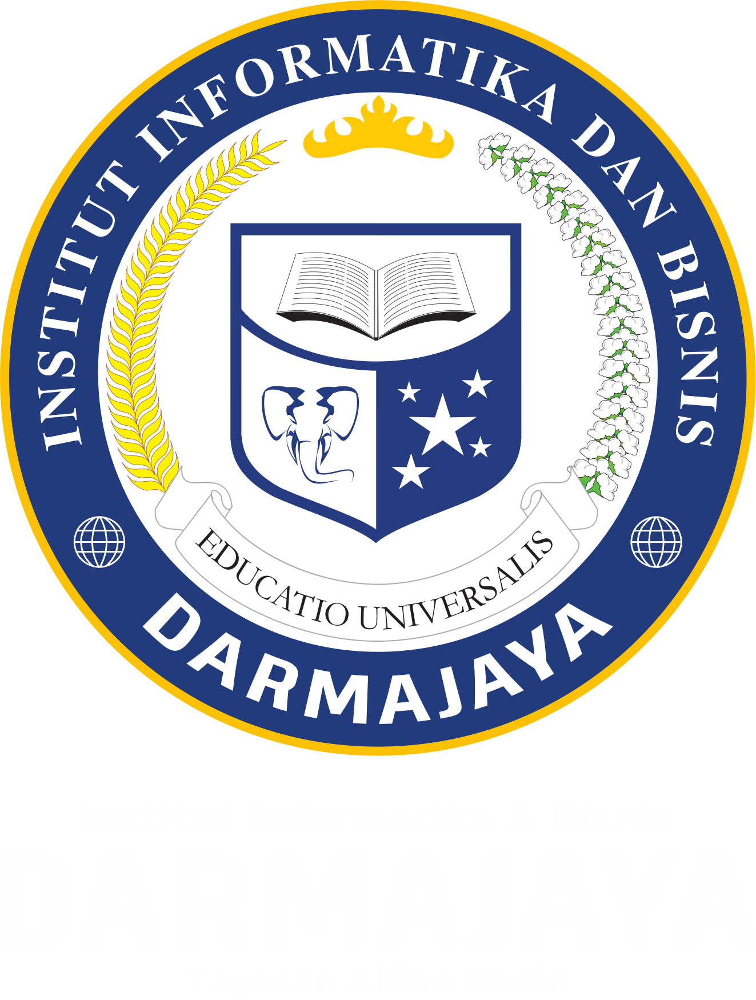 INSTITUT INFORMATIKA DAN BISNIS
EDUCATIO UNIVERSALIS
DARMAJAYA